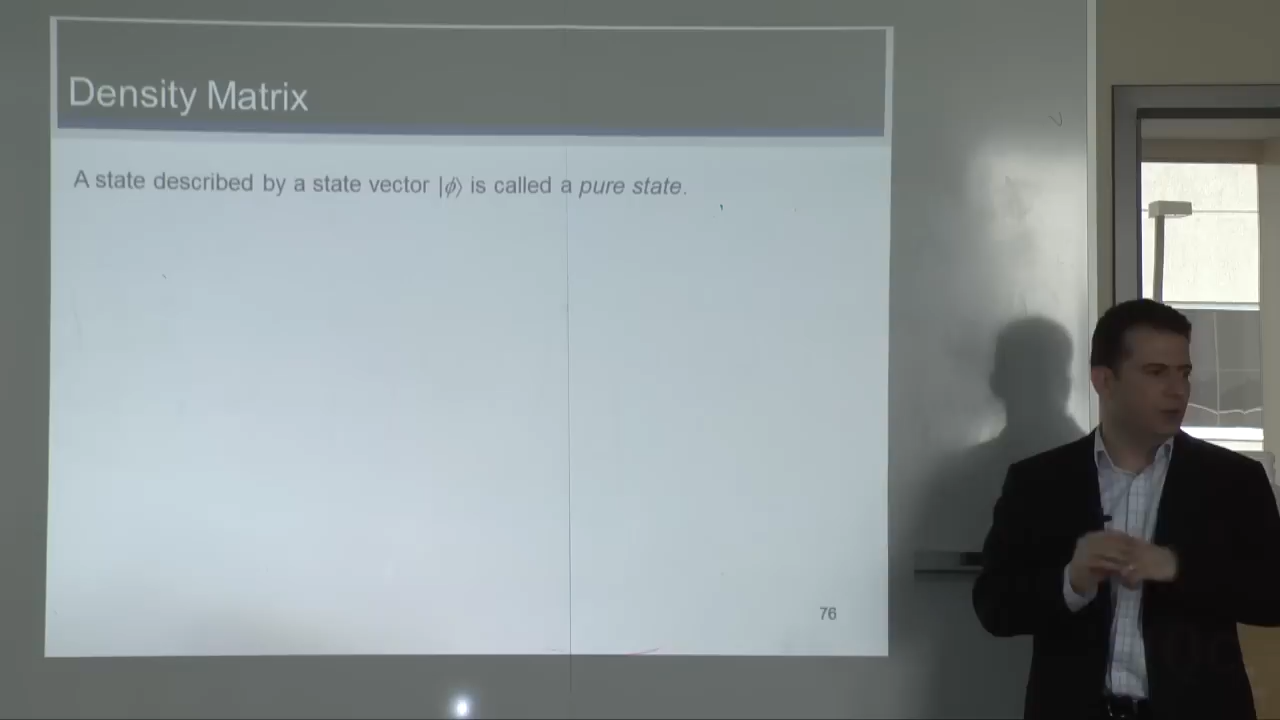 Density Matrix
A state described by a state vector |ϕ⟩ is called a pure state.
76